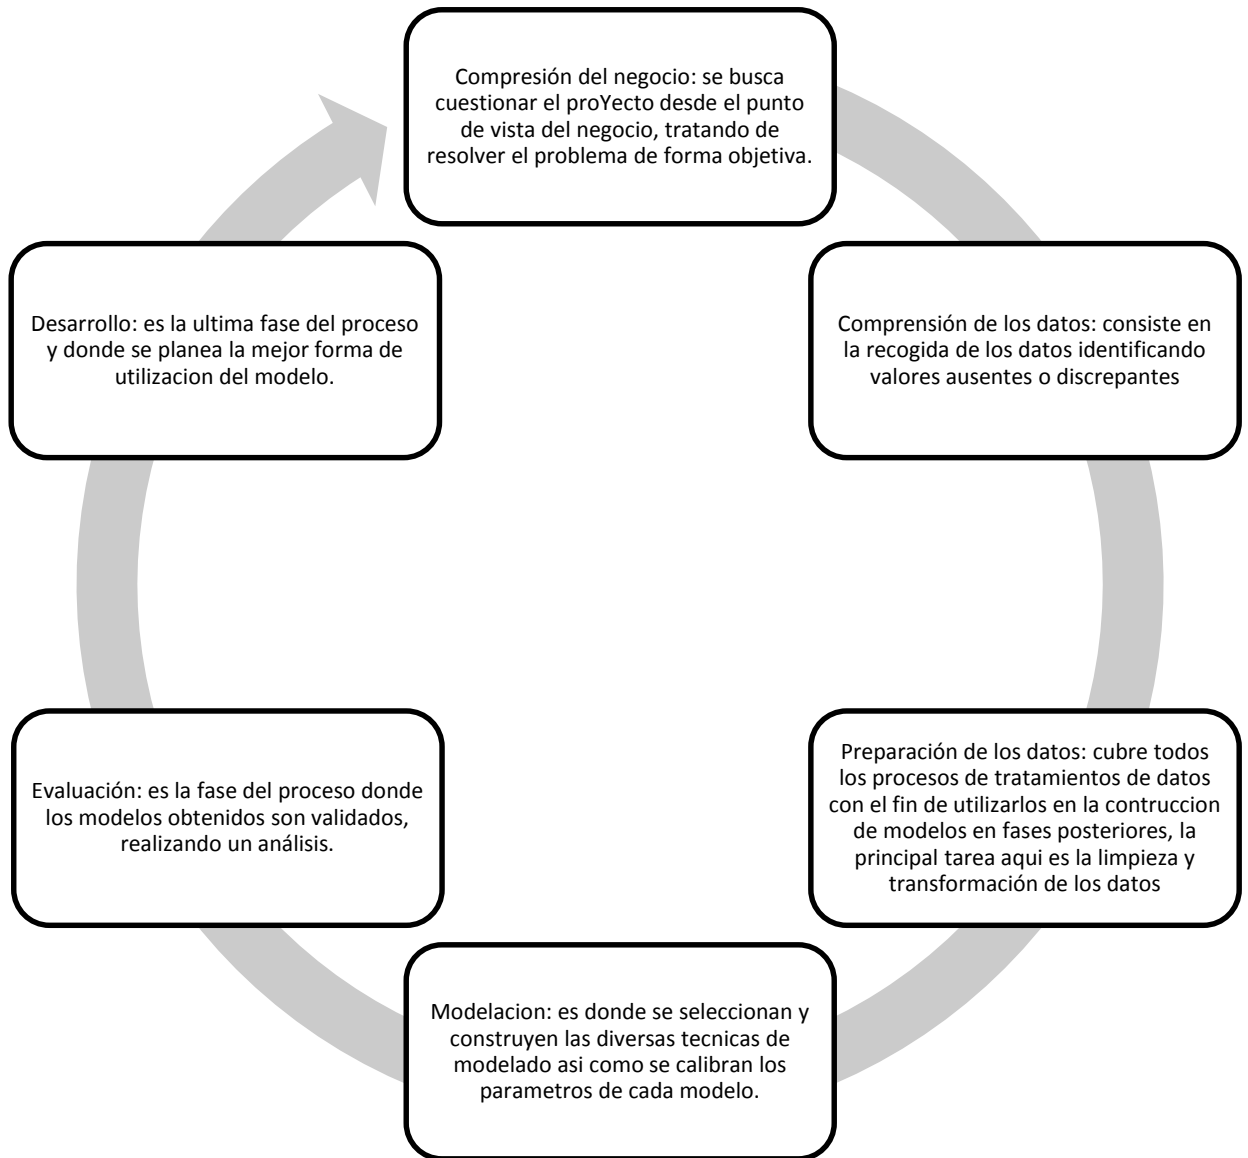 Compresión del negocio: se busca
cuestionar el proYecto desde el punto
de vista del negocio, tratando de
resolver el problema de forma objetiva.
Comprensión de los datos: consiste en
la recogida de los datos identificando
valores ausentes o discrepantes
Preparación de los datos: cubre todos
los procesos de tratamientos de datos
con el fin de utilizarlos en la contruccion
de modelos en fases posteriores, la
principal tarea aqui es la limpieza y
transformación de los datos
Modelacion: es donde se seleccionan y
construyen las diversas tecnicas de
modelado asi como se calibran los
parametros de cada modelo.
Evaluación: es la fase del proceso donde
los modelos obtenidos son validados,
realizando un análisis.
Desarrollo: es la ultima fase del proceso
y donde se planea la mejor forma de
utilizacion del modelo.